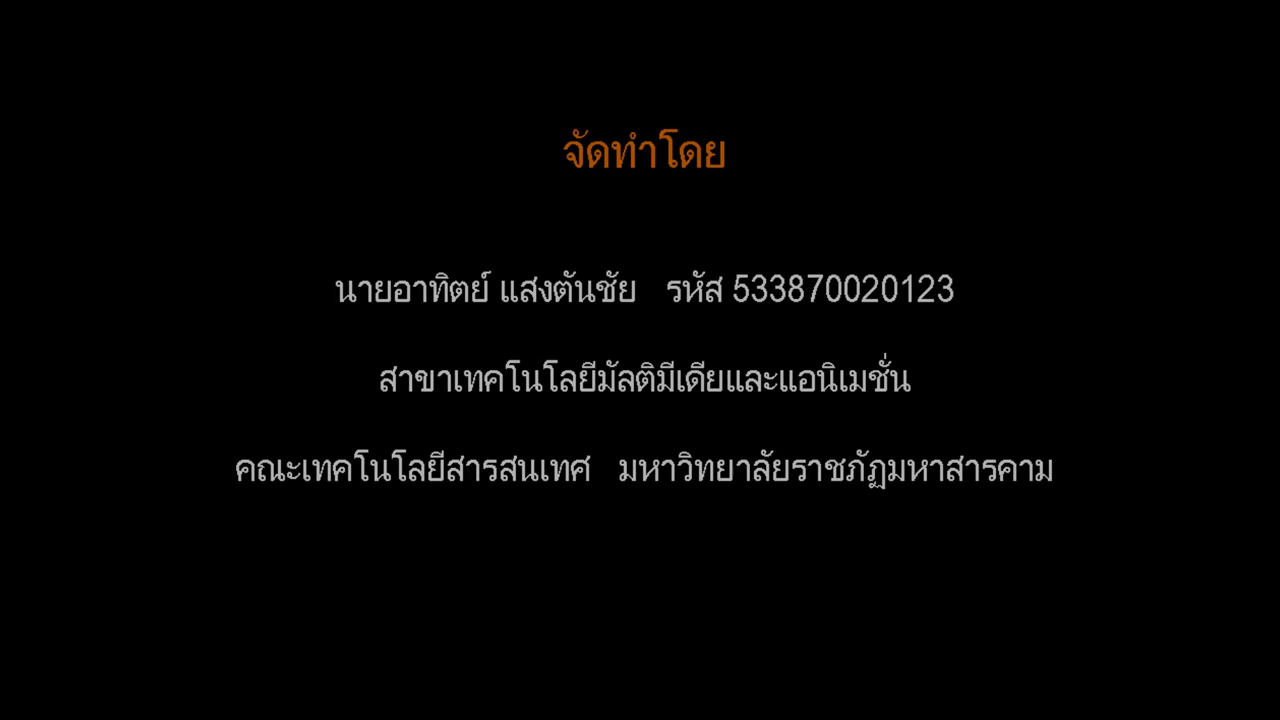 จัดทำโดย
นายอาทิตย์ แสงตันชัย รหัส 533870020123
สาขาเทคโนโลยีมัลติมีเดียและแอนิเมชั่น
คณะเทคโนโลยีสารสนเทศ มหาวิทยาลัยราชภัฏมหาสารคาม